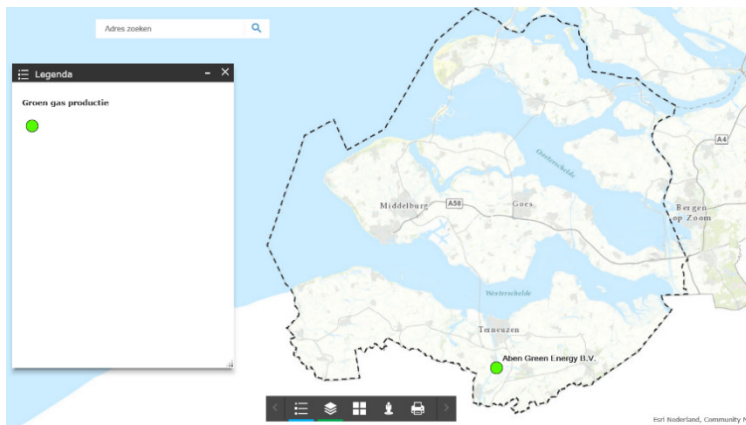 Adres zoeken
Legenda
Groen gas productie
A4
Oosterschelde
Middelburg
A58
Goes
Bergen
op Zoom
Westerschelde
Terneuzen
Aben Green Energy B.V.
Esri Nederland, Community M